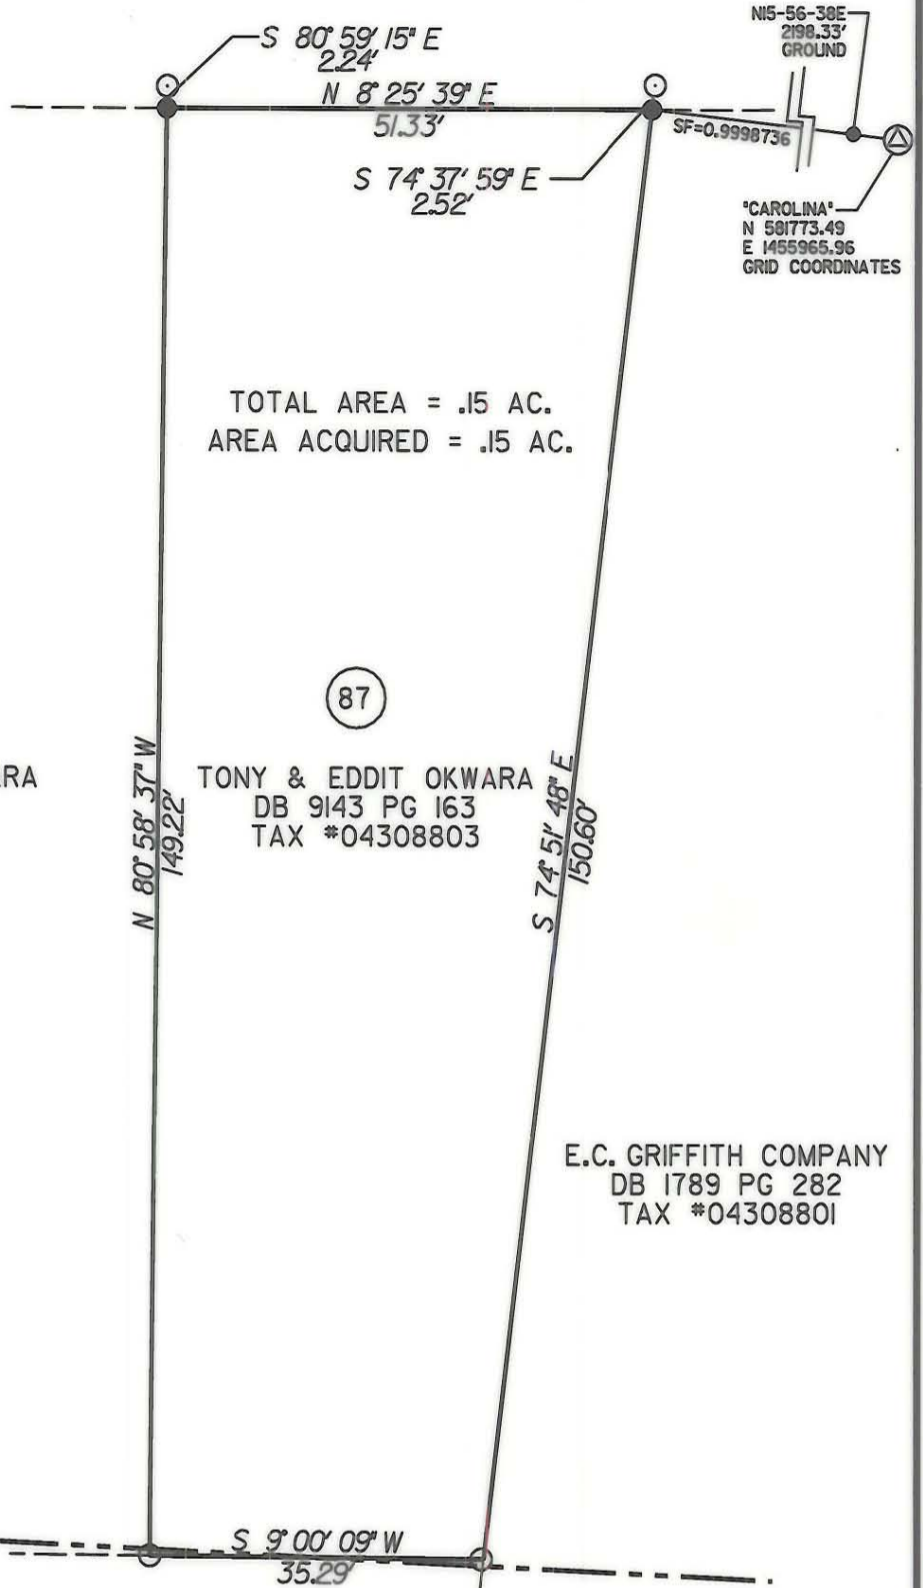 N15-56-38E
2198.33'
GROUND
S 80° 59' 15" E
2.24'
N 8° 25' 39" E
51.33'
SF=0.9998736
S 74° 37' 59" E
2.52'
"CAROLINA"
N 581773.49
E 1455965.96
GRID COORDINATES
TOTAL AREA = .15 AC.
AREA ACQUIRED = .15 AC.
87
RA
TONY & EDDIT OKWARA
DB 9143 PG 163
TAX #04308803
N 80° 58' 37" W
149.22'
S 74° 51' 48" E
150.60'
E.C. GRIFFITH COMPANY
DB 1789 PG 282
TAX #04308801
S 9° 00' 09" W
35.29'